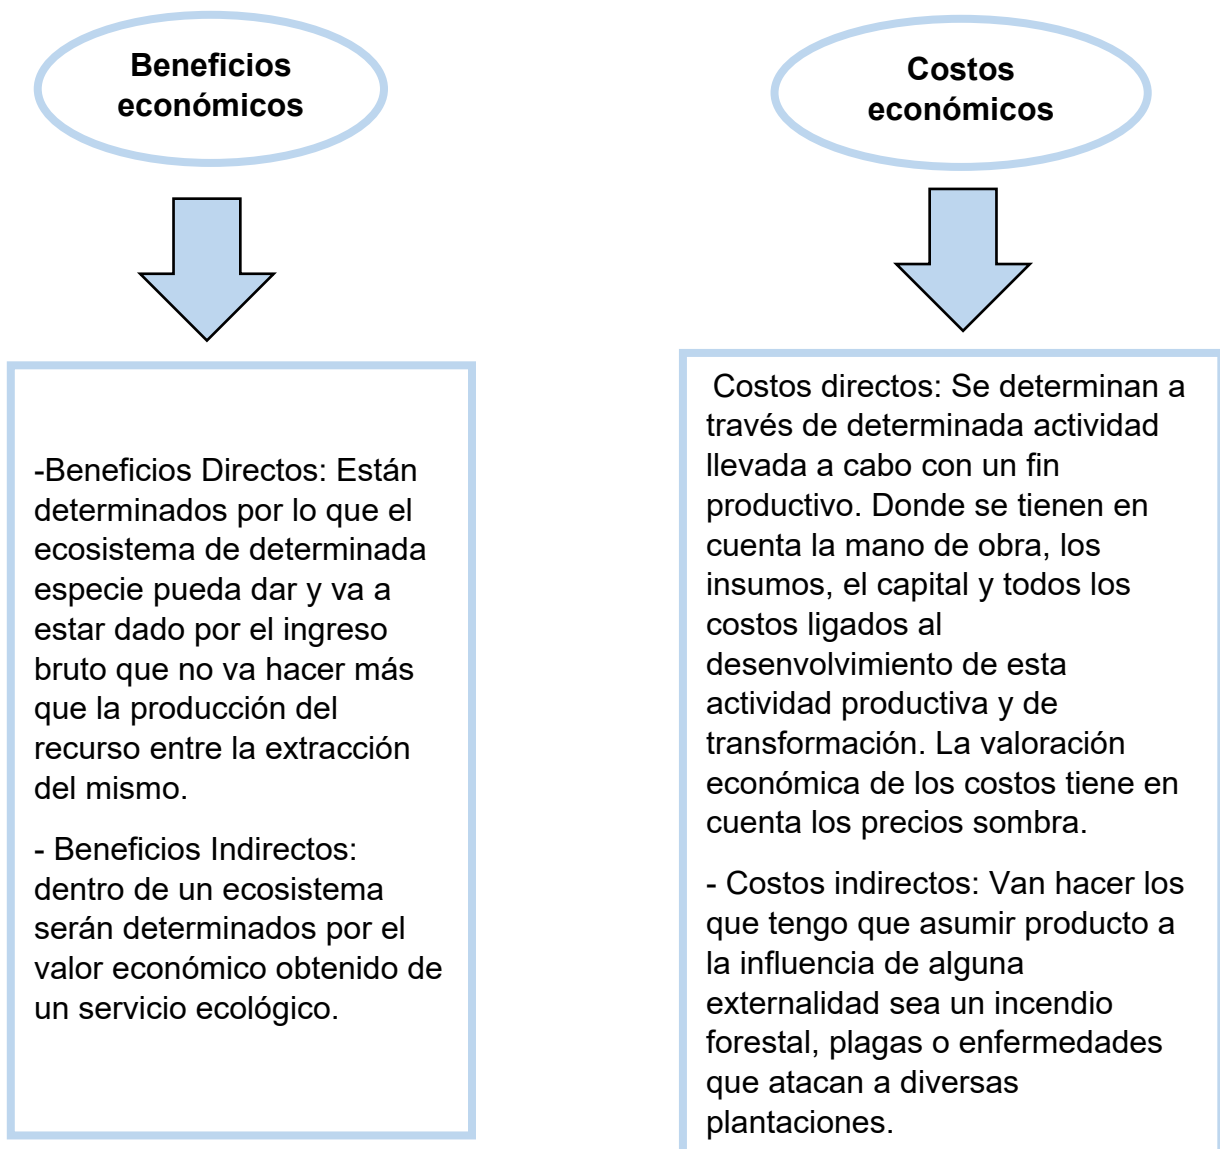 Beneficios
económicos
Costos
económicos
-Beneficios Directos: Están
determinados por lo que el
ecosistema de determinada
especie pueda dar y va a
estar dado por el ingreso
bruto que no va hacer más
que la producción del
recurso entre la extracción
del mismo.
- Beneficios Indirectos:
dentro de un ecosistema
serán determinados por el
valor económico obtenido de
un servicio ecológico.
Costos directos: Se determinan a
través de determinada actividad
llevada a cabo con un fin
productivo. Donde se tienen en
cuenta la mano de obra, los
insumos, el capital y todos los
costos ligados al
desenvolvimiento de esta
actividad productiva y de
transformación. La valoración
económica de los costos tiene en
cuenta los precios sombra.
- Costos indirectos: Van hacer los
que tengo que asumir producto a
la influencia de alguna
externalidad sea un incendio
forestal, plagas o enfermedades
que atacan a diversas
plantaciones.